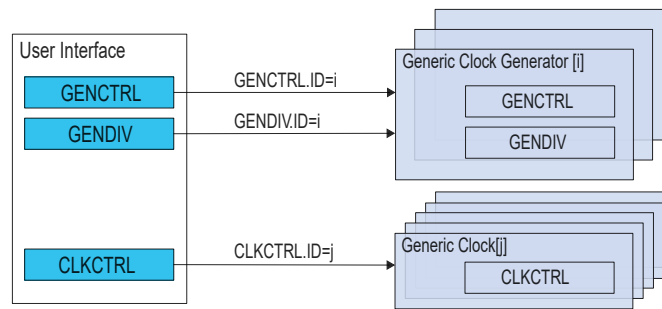 User Interface
GENCTRL
GENDIV
CLKCTRL
GENCTRL.ID=i
GENDIV.ID=i
CLKCTRL.ID=j
Generic Clock Generator [i]
GENCTRL
GENDIV
Generic Clock[j]
CLKCTRL